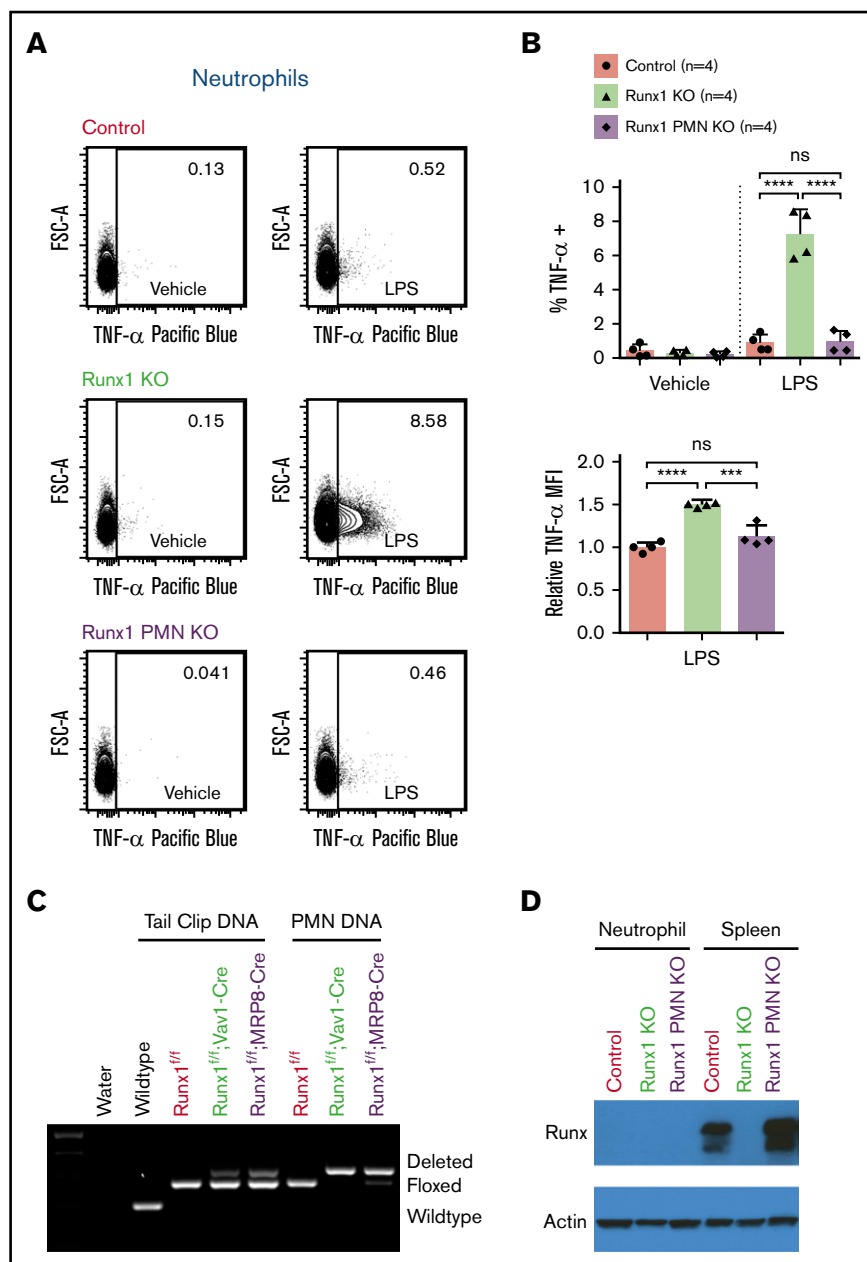 A
Neutrophils
Control
0.13
0.52
FSC-A
FSC-A
Vehicle
LPS
TNF-α Pacific Blue
TNF-α Pacific Blue
Runx1 KO
0.15
8.58
FSC-A
FSC-A
Vehicle
LPS
TNF-α Pacific Blue
TNF-α Pacific Blue
Runx1 PMN KO
0.041
0.46
FSC-A
FSC-A
Vehicle
LPS
TNF-α Pacific Blue
TNF-α Pacific Blue
B
Control (n=4)
Runx1 KO (n=4)
Runx1 PMN KO (n=4)
ns
**** ****
10
8
6
4
2
0
% TNF-α +
Vehicle
LPS
ns
**** ***
2.0
1.5
1.0
0.5
0.0
Relative TNF-α MFI
LPS
C
Tail Clip DNA
PMN DNA
Water
Wildtype
Runx1f/f
Runx1f/f;Vav1-Cre
Runx1f/f;MRP8-Cre
Runx1f/f
Runx1f/f;Vav1-Cre
Runx1f/f;MRP8-Cre
Deleted
Floxed
Wildtype
D
Neutrophil
Spleen
Control
Runx1 KO
Runx1 PMN KO
Control
Runx1 KO
Runx1 PMN KO
Runx
Actin